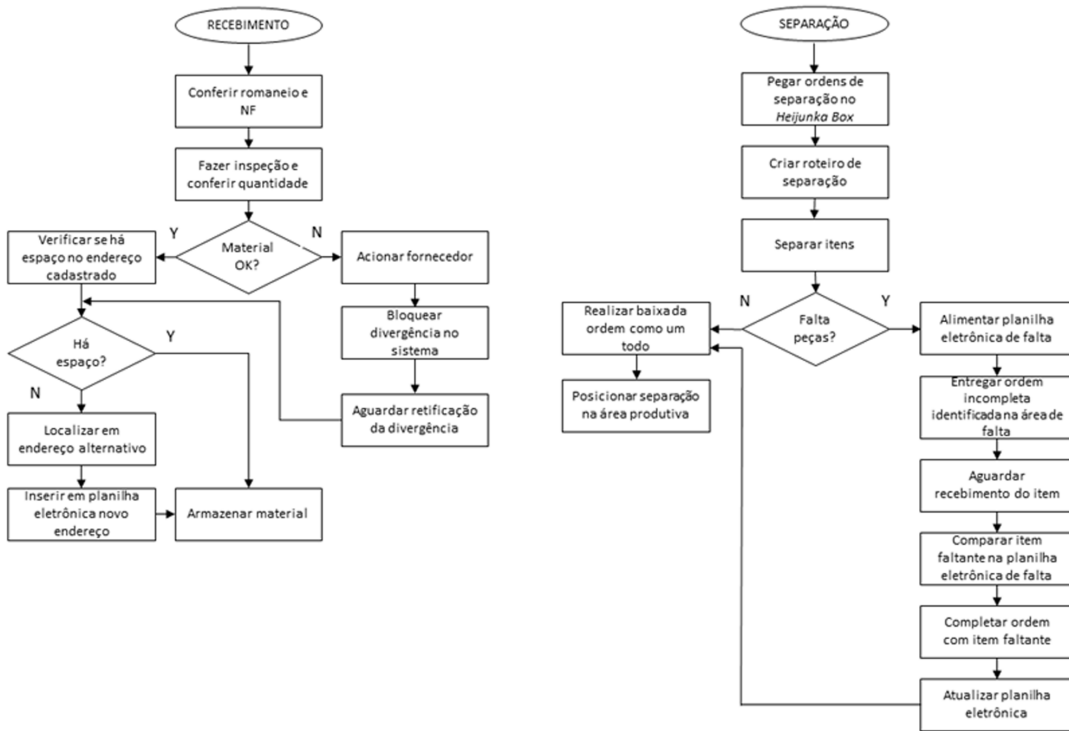 RECEBIMENTO
Conferir romaneio e
NF
Fazer inspeção e
conferir quantidade
Material
OK?
Y
N
Verificar se há
espaço no endereço
cadastrado
Acionar fornecedor
Bloquear
divergência no
sistema
Aguardar retificação
da divergência
Há
espaço?
Y
N
Localizar em
endereço alternativo
Inserir em planilha
eletrônica novo
endereço
Armazenar material
SEPARAÇÃO
Pegar ordens de
separação no
Heijunka Box
Criar roteiro de
separação
Separar itens
Falta
peças?
N
Y
Realizar baixa da
ordem como um
todo
Posicionar separação
na área produtiva
Alimentar planilha
eletrônica de falta
Entregar ordem
incompleta
identificada na área de
falta
Aguardar
recebimento do item
Comparar item
faltante na planilha
eletrônica de falta
Completar ordem
com item faltante
Atualizar planilha
eletrônica